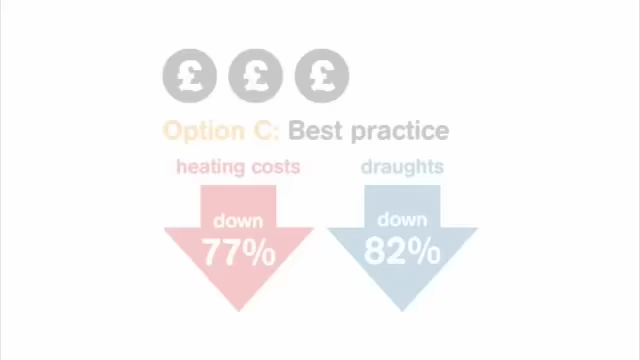 £ £ £
Option C: Best practice
heating costs draughts
down down
77% 82%